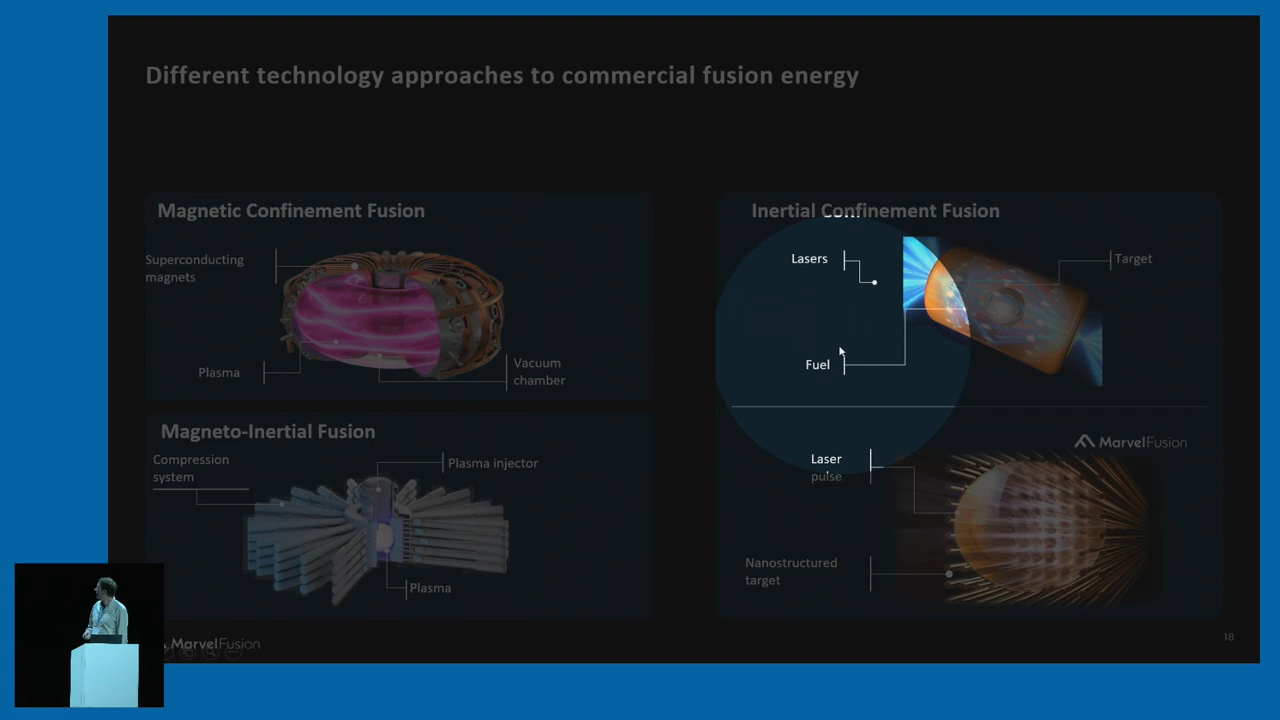 Different technology approaches to commercial fusion energy
Magnetic Confinement Fusion
Superconducting
magnets
Plasma
Vacuum
chamber
Magneto-Inertial Fusion
Compression
system
Plasma injector
Plasma
Inertial Confinement Fusion
Lasers
Target
Fuel
MarvelFusion
Laser
pulse
Nanostructured
target
MarvelFusion
18